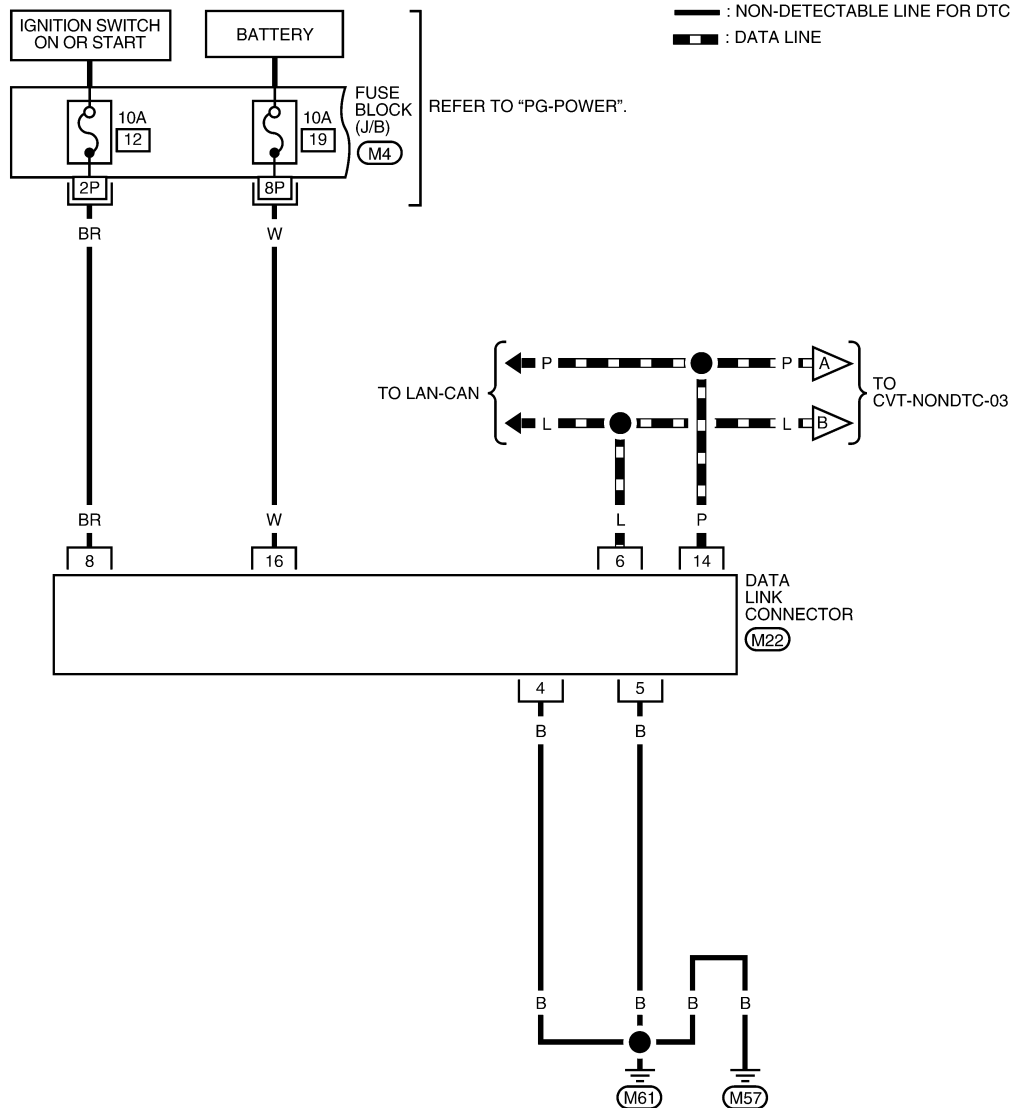 IGNITION SWITCH
ON OR START
BATTERY
: NON-DETECTABLE LINE FOR DTC
: DATA LINE
10A
12
10A
19
FUSE
BLOCK
(J/B)
M4
REFER TO “PG-POWER”.
2P
8P
BR
W
TO LAN-CAN
P
P
A
L
L
B
TO
CVT-NONDTC-03
BR
W
L
P
8
16
6
14
DATA
LINK
CONNECTOR
M22
4
5
B
B
B
B
B
B
M61
M57